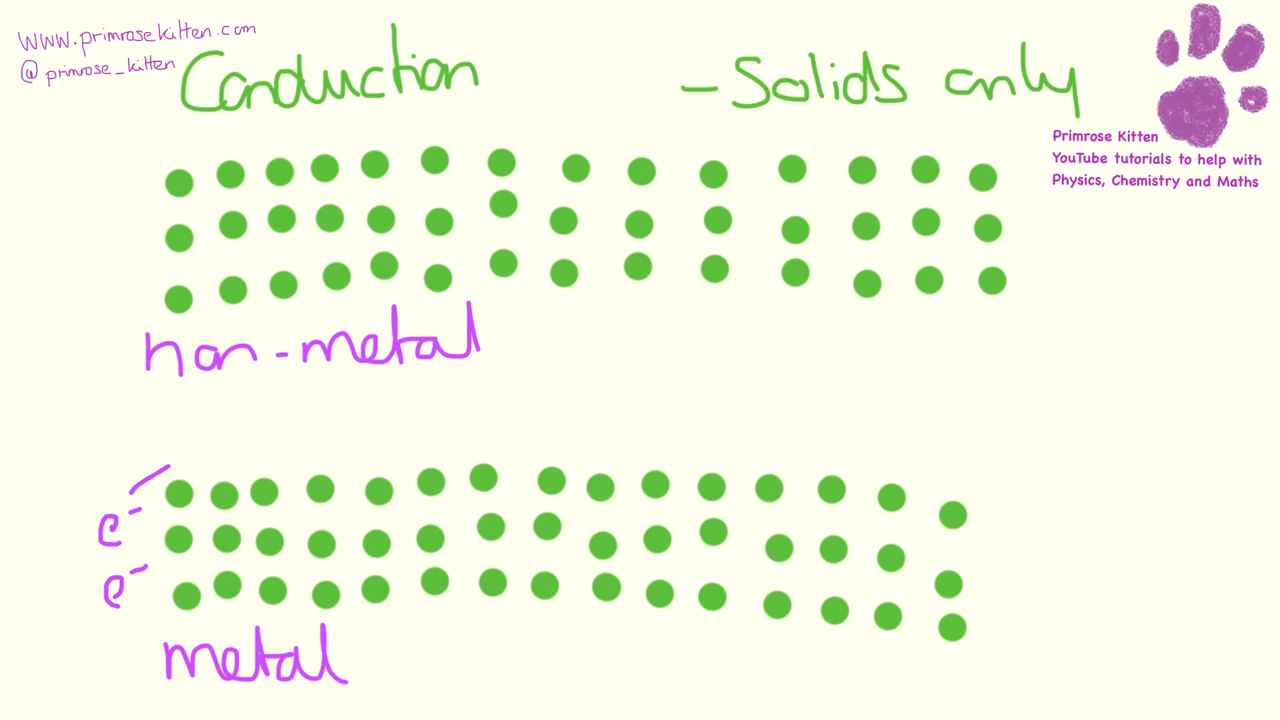 www.primrosekitten.com
@primrose_kitten
Conduction - Solids only
Primrose Kitten
YouTube tutorials to help with
Physics, Chemistry and Maths
non-metal
e-
e-
metal